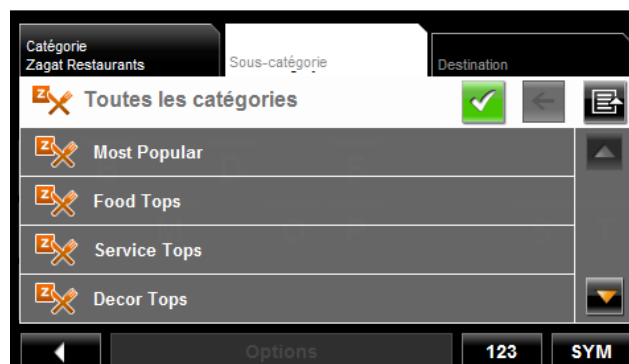 Catégorie
Zagat Restaurants
Sous-catégorie
Destination
Toutes les catégories
Most Popular
Food Tops
Service Tops
Decor Tops
Options
123
SYM